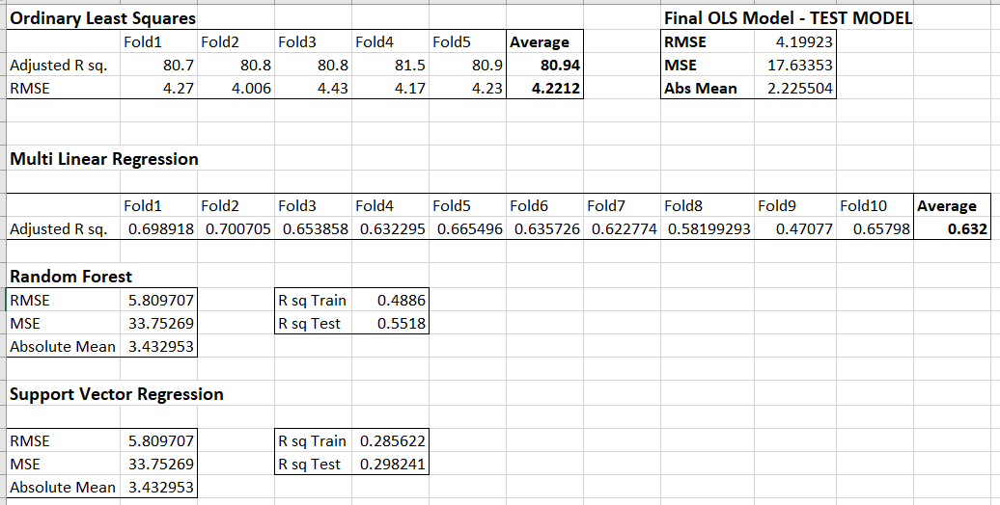 Ordinary Least Squares Final OLS Model - TEST MODEL
Fold1 Fold2 Fold3 Fold4 Fold5 Average RMSE 4.19923
Adjusted R sq. 80.7 80.8 80.8 81.5 80.9 80.94 MSE 17.63353
RMSE 4.27 4.006 4.43 4.17 4.23 4.2212 Abs Mean 2.225504
Multi Linear Regression
Fold1 Fold2 Fold3 Fold4 Fold5 Fold6 Fold7 Fold8 Fold9 Fold10 Average
Adjusted R sq. 0.698918 0.700705 0.653858 0.632295 0.665496 0.635726 0.622774 0.58199293 0.47077 0.65798 0.632
Random Forest
RMSE 5.809707 R sq Train 0.4886
MSE 33.75269 R sq Test 0.5518
Absolute Mean 3.432953
Support Vector Regression
RMSE 5.809707 R sq Train 0.285622
MSE 33.75269 R sq Test 0.298241
Absolute Mean 3.432953